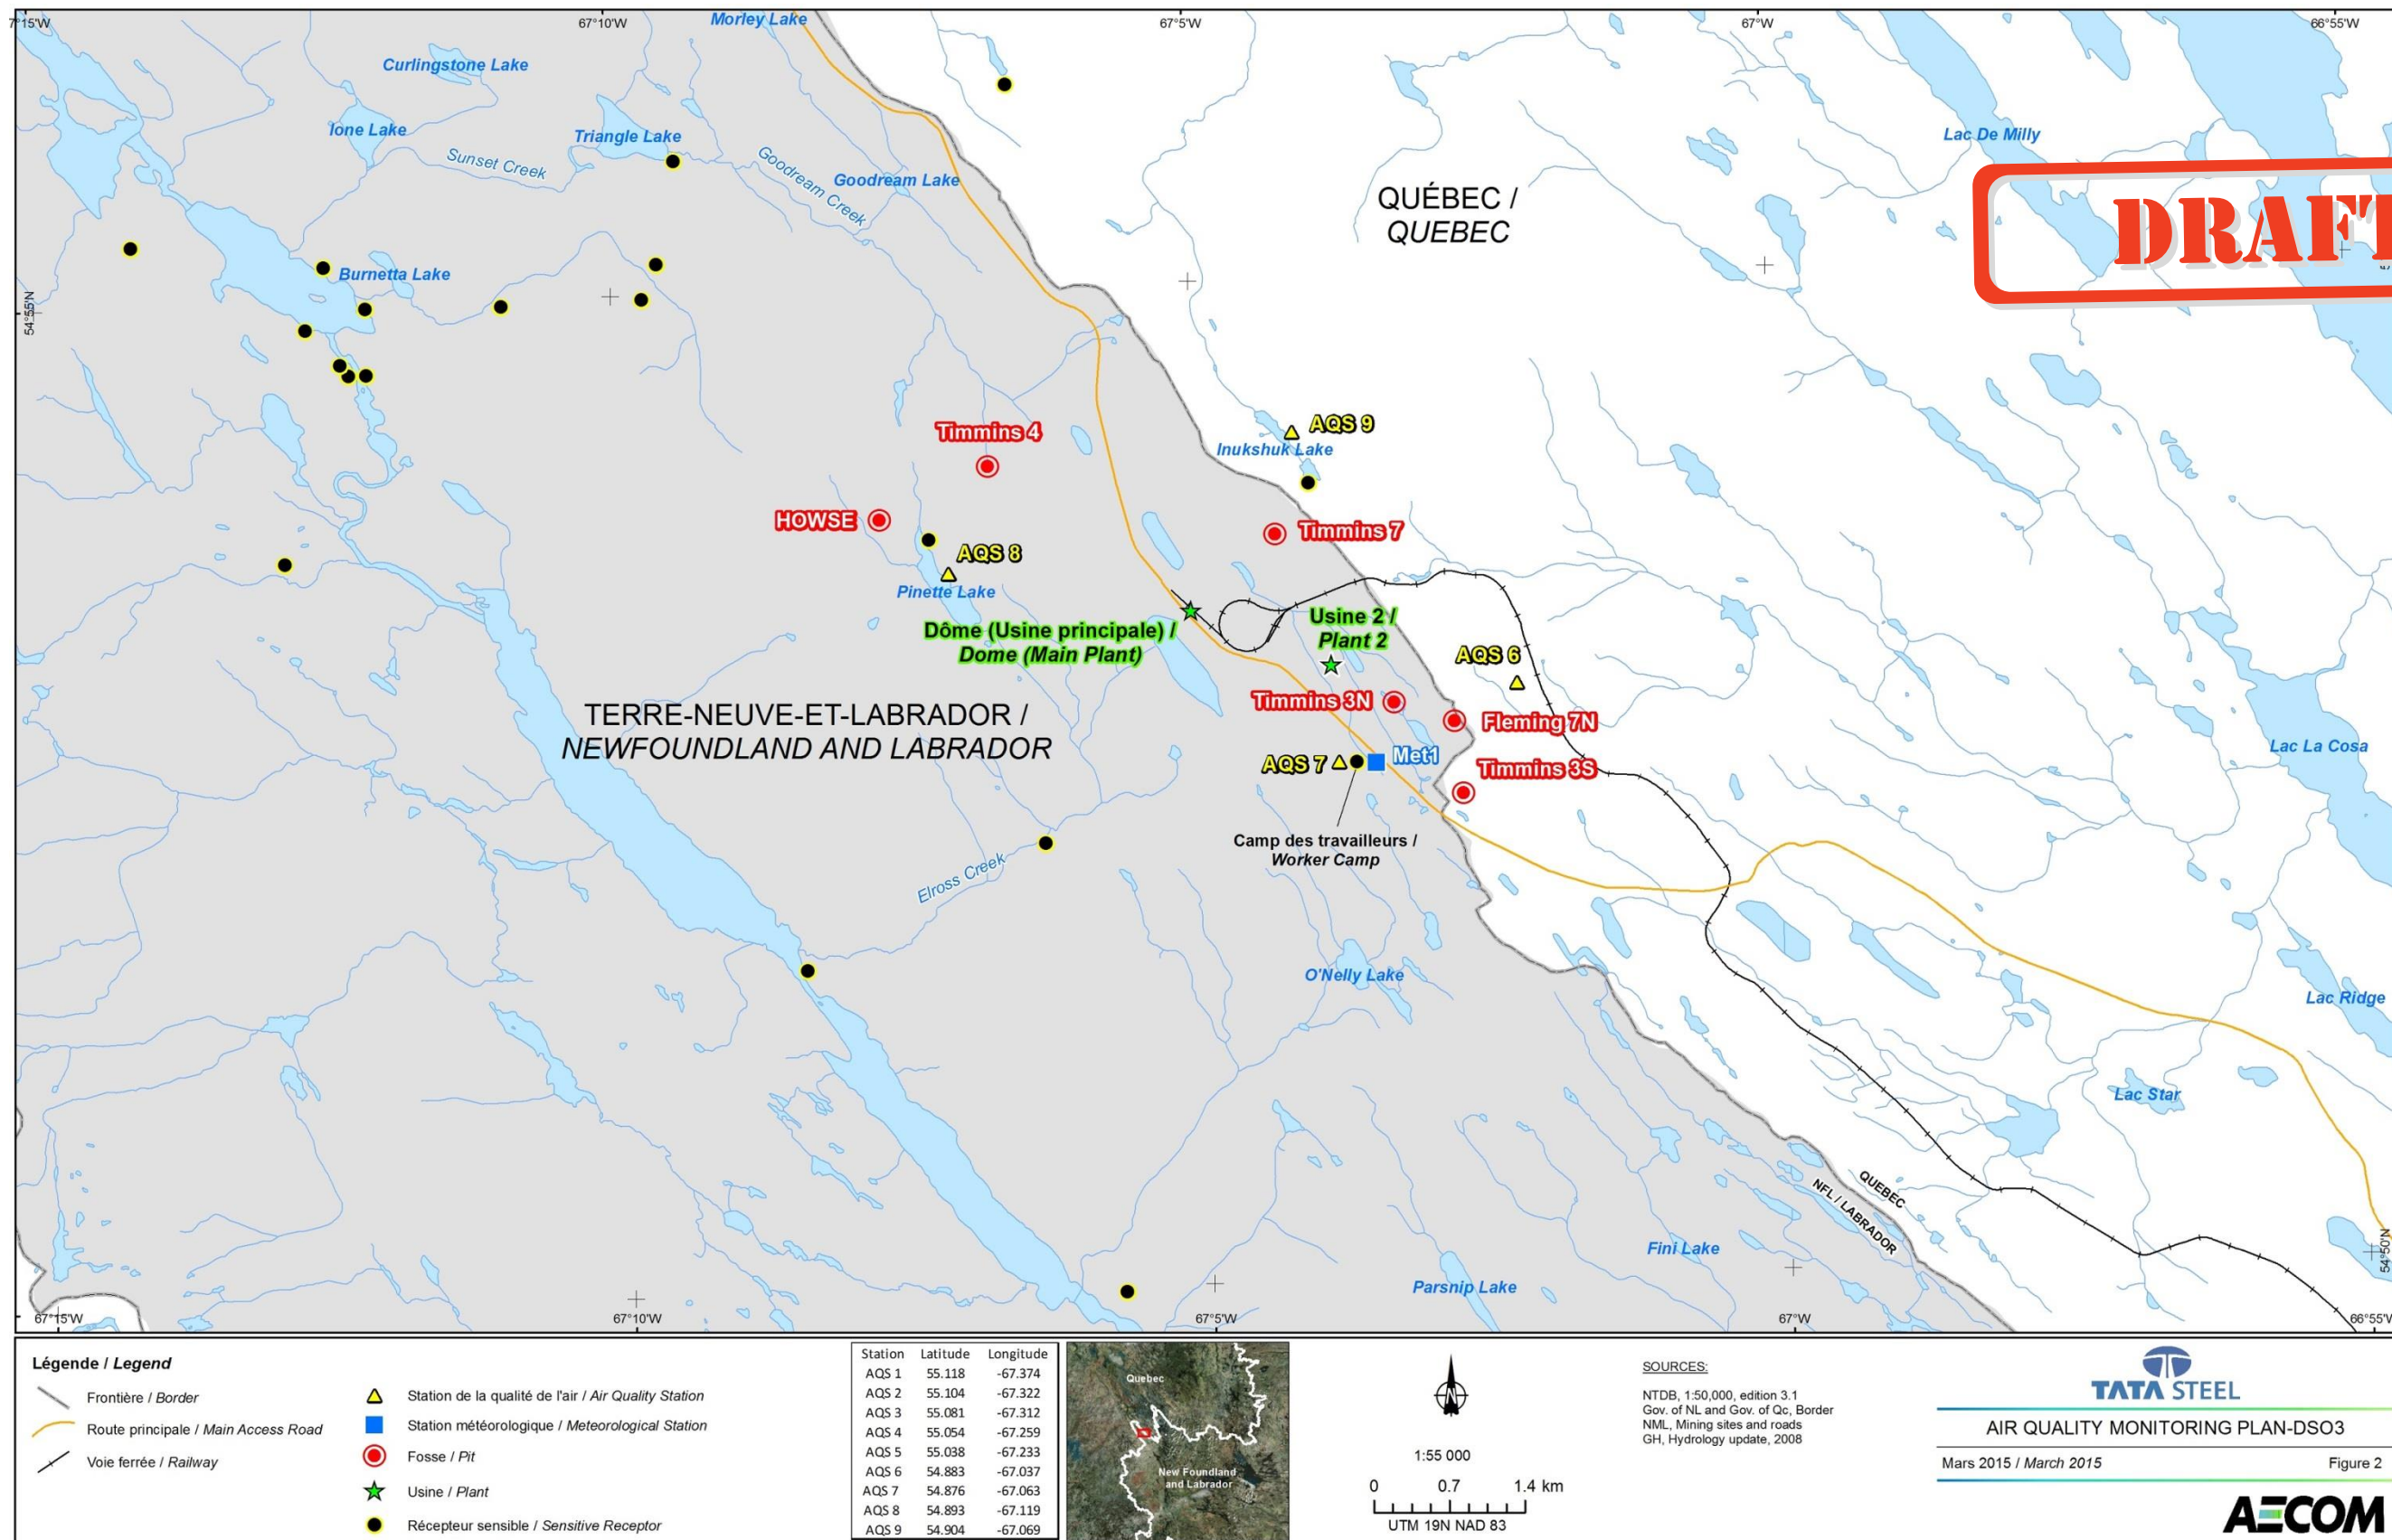 7°15'W
67°10'W
67°5'W
67°W
66°55'W
Morley Lake
Curlingstone Lake
Ione Lake
Triangle Lake
Sunset Creek
Goodream Creek
Goodream Lake
Lac De Milly
QUÉBEC /
QUEBEC
DRAFT
Burnetta Lake
54°55'N
Timmins 4
AQS 9
Inukshuk Lake
HOWSE
Timmins 7
AQS 8
Pinette Lake
Dôme (Usine principale) /
Dome (Main Plant)
Usine 2 /
Plant 2
AQS 6
TERRE-NEUVE-ET-LABRADOR /
NEWFOUNDLAND AND LABRADOR
Timmins 3N
Fleming 7N
AQS 7
Met1
Timmins 3S
Lac La Cosa
Camp des travailleurs /
Worker Camp
Elross Creek
O'Nelly Lake
Lac Ridge
Lac Star
QUEBEC
NFL / LABRADOR
Fini Lake
Parsnip Lake
54°50'N
67°15'W
67°10'W
67°5'W
67°W
66°55'W
Légende / Legend
Frontière / Border
Route principale / Main Access Road
Voie ferrée / Railway
Station de la qualité de l'air / Air Quality Station
Station météorologique / Meteorological Station
Fosse / Pit
Usine / Plant
Récepteur sensible / Sensitive Receptor
Station Latitude Longitude
AQS 1 55.118 -67.374
AQS 2 55.104 -67.322
AQS 3 55.081 -67.312
AQS 4 55.054 -67.259
AQS 5 55.038 -67.233
AQS 6 54.883 -67.037
AQS 7 54.876 -67.063
AQS 8 54.893 -67.119
AQS 9 54.904 -67.069
Quebec
New Foundland
and Labrador
N
1:55 000
0 0.7 1.4 km
UTM 19N NAD 83
SOURCES:
NTDB, 1:50,000, edition 3.1
Gov. of NL and Gov. of Qc, Border
NML, Mining sites and roads
GH, Hydrology update, 2008
TATA STEEL
AIR QUALITY MONITORING PLAN-DSO3
Mars 2015 / March 2015
Figure 2
AECOM